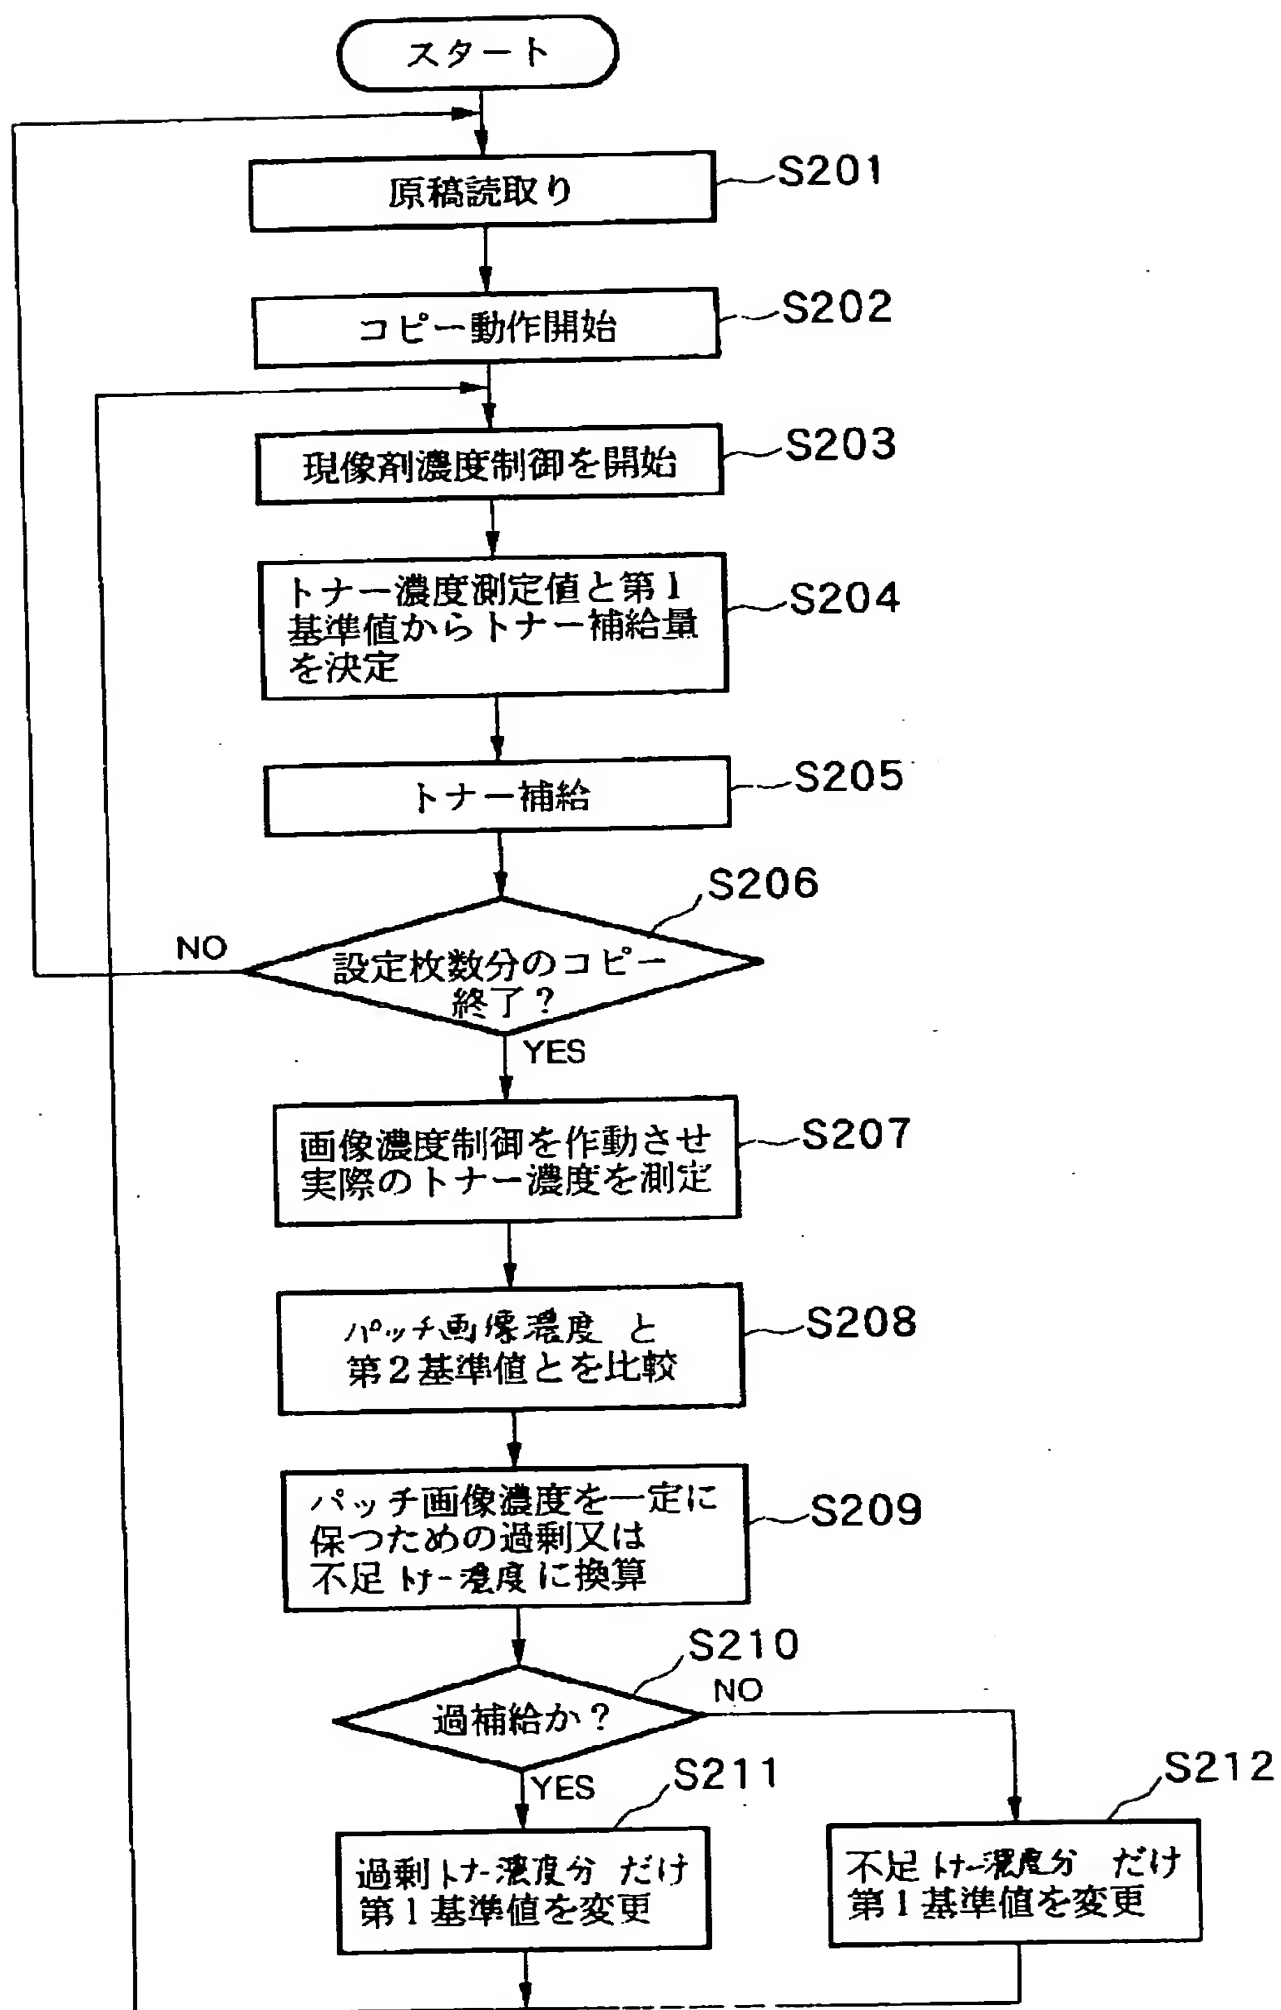 スタート
原稿読取り
S201
コピー動作開始
S202
現像剤濃度制御を開始
S203
トナー濃度測定値と第1
基準値からトナー補給量
を決定
S204
トナー補給
S205
S206
NO
設定枚数分のコピー
終了?
YES
画像濃度制御を作動させ
実際のトナー濃度を測定
S207
パッチ画像濃度 と
第2基準値とを比較
S208
パッチ画像濃度を一定に
保つための過剰又は
不足トナー濃度に換算
S209
S210
過補給か?
NO
YES
S211
S212
過剰トナー濃度分 だけ
第1基準値を変更
不足トナー濃度分 だけ
第1基準値を変更